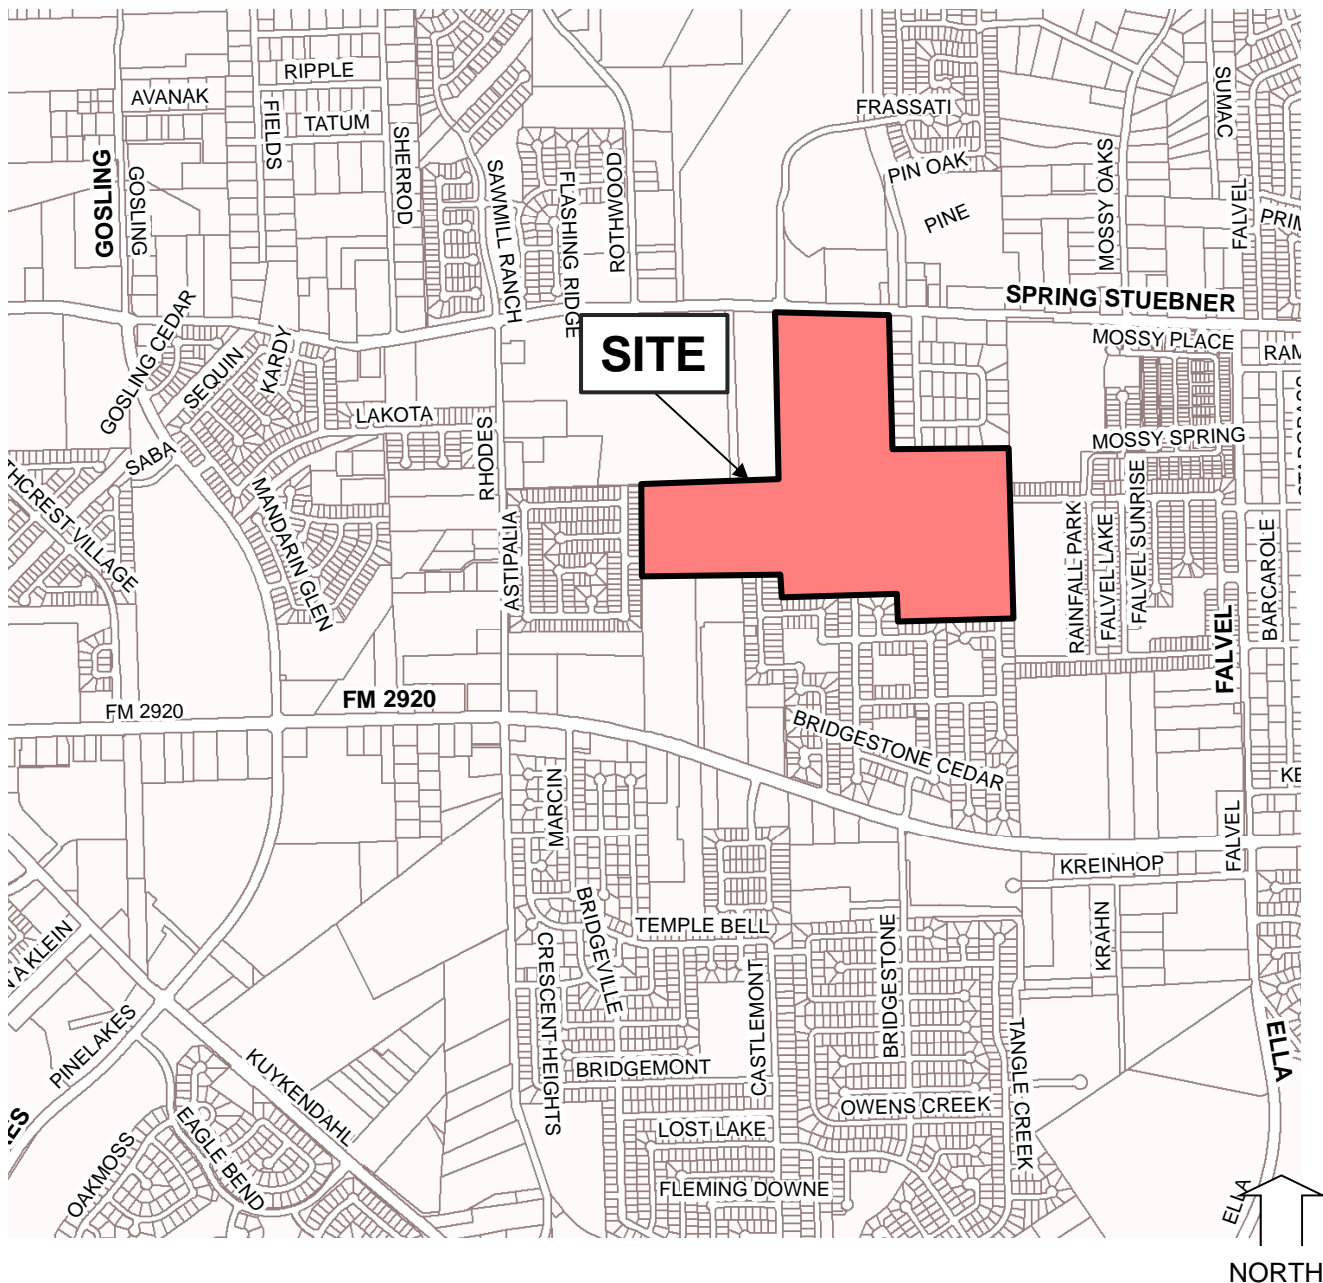 RIPPLE
AVANAK
FIELDS
TATUM
SHERROD
FRASSATI
SUMAC
GOSLING
GOSLING
SAWMILL RANCH
FLASHING RIDGE
ROTHWOOD
PIN OAK
PINE
MOSSY OAKS
FALVEL
SPRING STUEBNER
GOSLING CEDAR
SEQUIN
KARDY
SITE
MOSSY PLACE
LAKOTA
RHODES
SABA
MOSSY SPRING
THCREST VILLAGE
MANDARIN GLEN
ASTIPALIA
RAINFALL PARK
FALVEL LAKE
FALVEL SUNRISE
BARCAROLE
FALVEL
FM 2920
FM 2920
BRIDGESTONE CEDAR
MARCIN
FALVEL
KREINHOP
BRIDGEVILLE
TEMPLE BELL
BRIDGESTONE
KRAHN
A KLEIN
CRESCENT HEIGHTS
CASTLEMONT
TANGLE CREEK
ELLA
PINELAKES
KUYKENDAHL
BRIDGEMONT
EAGLE BEND
OWENS CREEK
LOST LAKE
OAKMOSS
FLEMING DOWNE
ELLA
NORTH